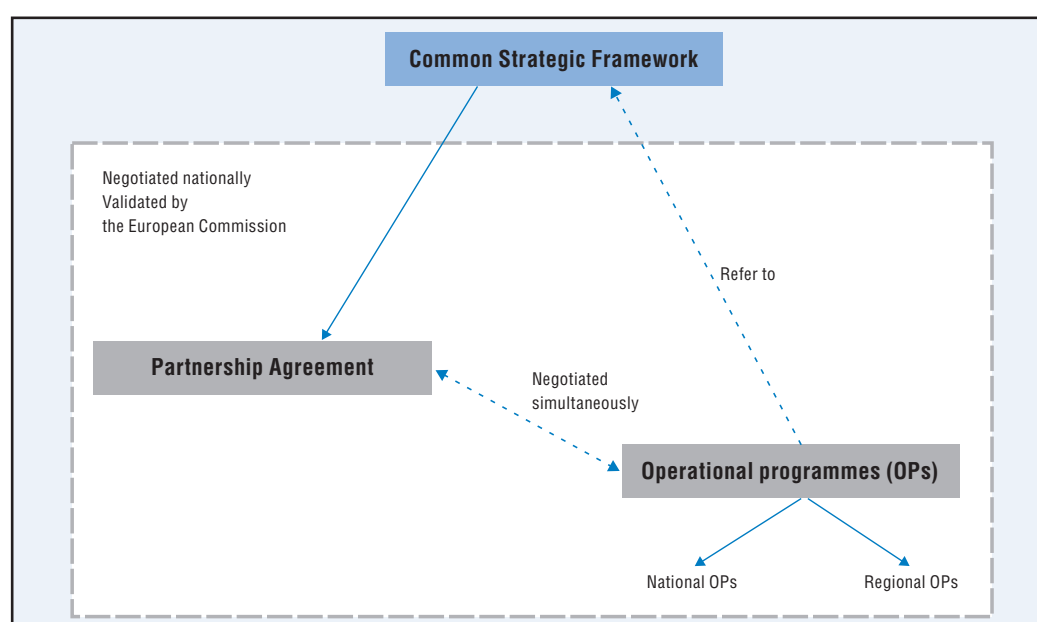 Common Strategic Framework
Negotiated nationally
Validated by
the European Commission
Refer to
Partnership Agreement
Negotiated
simultaneously
Operational programmes (OPs)
National OPs
Regional OPs